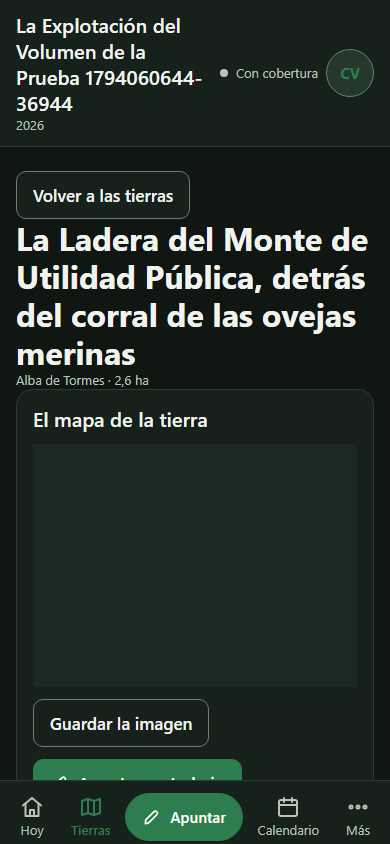 La Explotación del
Volumen de la
Prueba 1794060644-
36944
2026
Con cobertura
CV
Volver a las tierras
La Ladera del Monte de
Utilidad Pública, detrás
del corral de las ovejas
merinas
Alba de Tormes · 2,6 ha
El mapa de la tierra
Guardar la imagen
Hoy
Tierras
Apuntar
Calendario
Más